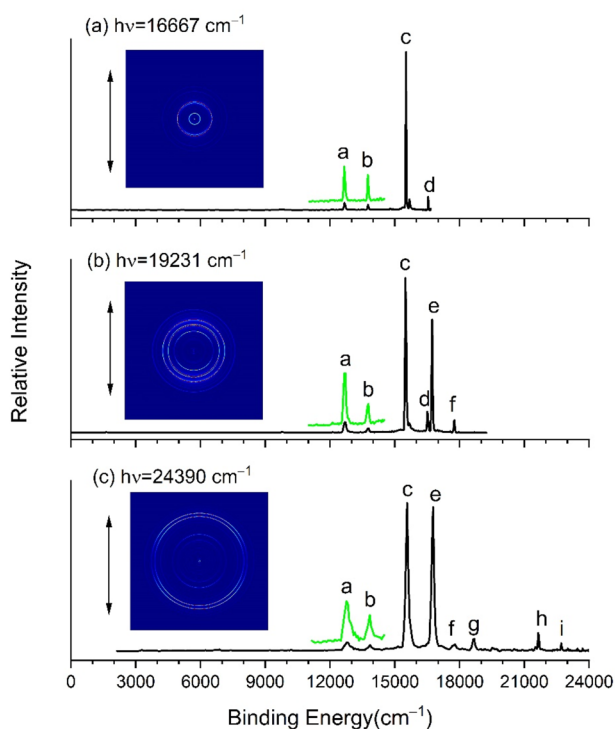 (a) hν=16667 cm⁻¹
c
a b
d
(b) hν=19231 cm⁻¹
c
e
a
b
d f
(c) hν=24390 cm⁻¹
c e
a
b
f g h i
0 3000 6000 9000 12000 15000 18000 21000 24000
Binding Energy(cm⁻¹)
Relative Intensity